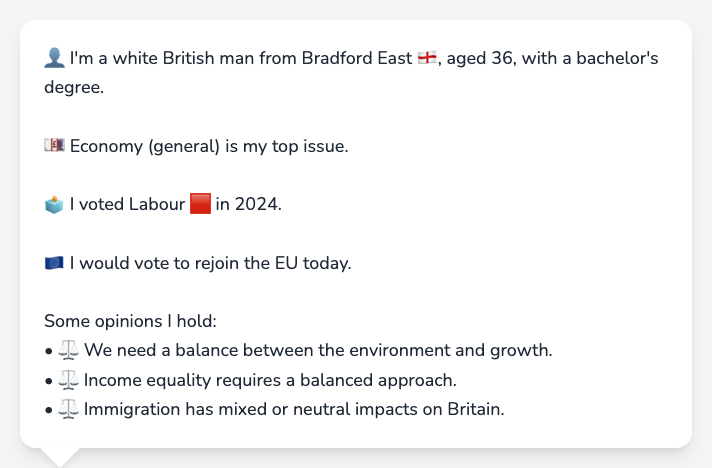 👤 I'm a white British man from Bradford East 🏴󠁧󠁢󠁥󠁮󠁧󠁿, aged 36, with a bachelor's
degree.
💷 Economy (general) is my top issue.
🗳️ I voted Labour 🟥 in 2024.
🇪🇺 I would vote to rejoin the EU today.
Some opinions I hold:
• ⚖️ We need a balance between the environment and growth.
• ⚖️ Income equality requires a balanced approach.
• ⚖️ Immigration has mixed or neutral impacts on Britain.